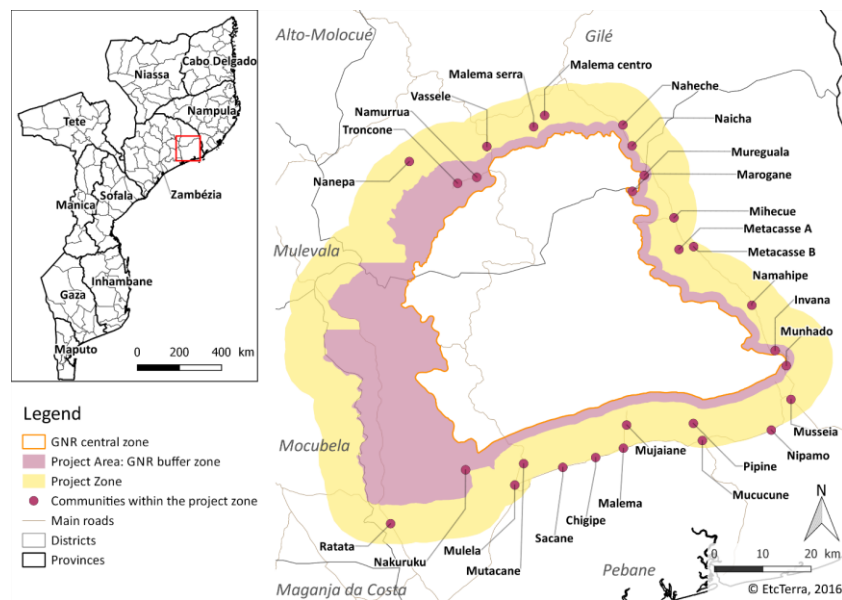 Niassa
Cabo Delgado
Nampula
Tete
Zambézia
Sofala
Manica
Inhambane
Gaza
Maputo
0 200 400 km
Legend
GNR central zone
Project Area: GNR buffer zone
Project Zone
Communities within the project zone
Main roads
Districts
Provinces
Alto-Molocué
Gilé
Malema centro
Malema serra
Vassele
Naheche
Namurrua
Naicha
Troncone
Mureguala
Nanepa
Marogane
Mihecue
Metacasse A
Mulevala
Metacasse B
Namahipe
Invana
Munhado
Mocubela
Musseia
Mujaiane
Nipamo
Pipine
Mucucune
Malema
Chigipe
Sacane
Ratata
Mulela
Nakuruku
Mutacane
Pebane
Maganja da Costa
N
0 10 20 km
© EtcTerra, 2016